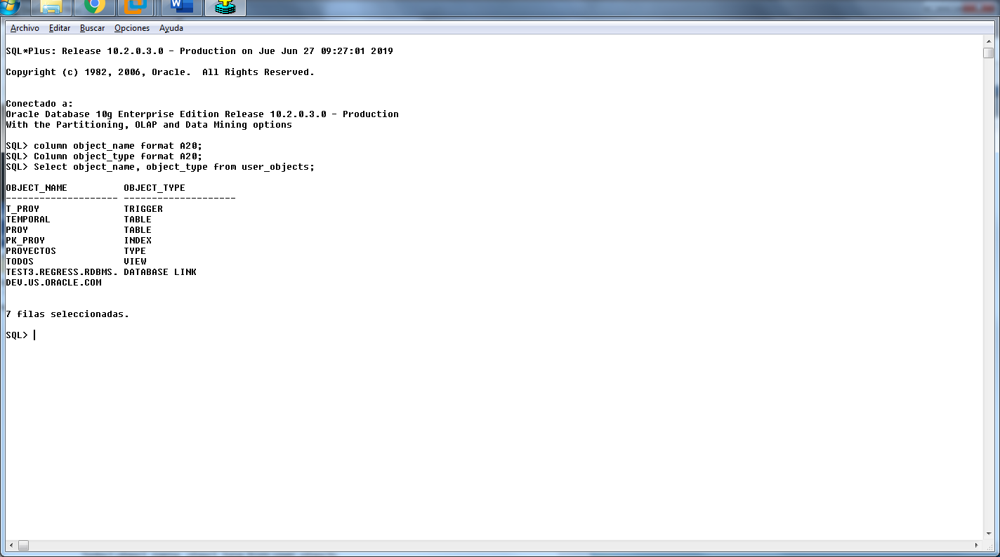 Archivo Editar Buscar Opciones Ayuda
SQL*Plus: Release 10.2.0.3.0 - Production on Jue Jun 27 09:27:01 2019
Copyright (c) 1982, 2006, Oracle.  All Rights Reserved.
Conectado a:
Oracle Database 10g Enterprise Edition Release 10.2.0.3.0 - Production
With the Partitioning, OLAP and Data Mining options
SQL> column object_name format A20;
SQL> Column object_type format A20;
SQL> Select object_name, object_type from user_objects;
OBJECT_NAME          OBJECT_TYPE
-------------------- --------------------
T_PROY               TRIGGER
TEMPORAL             TABLE
PROY                 TABLE
PK_PROY              INDEX
PROYECTOS            TYPE
TODOS                VIEW
TEST3.REGRESS.RDBMS. DATABASE LINK
DEV.US.ORACLE.COM
7 filas seleccionadas.
SQL>